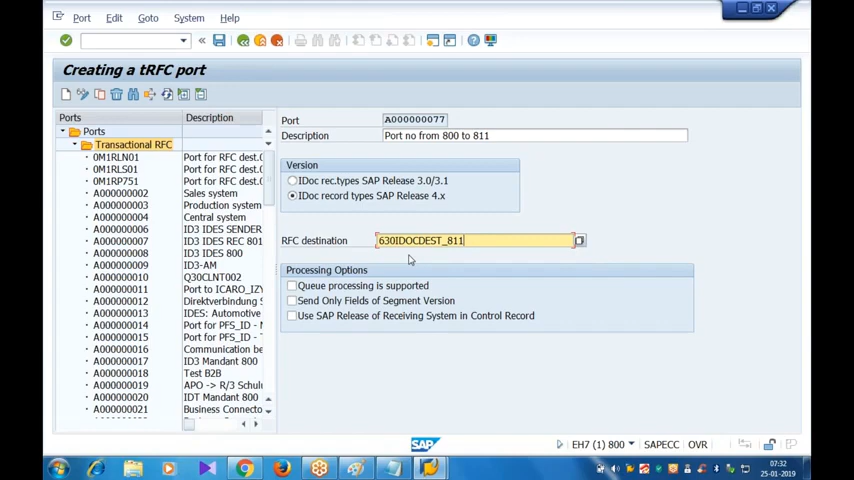 Port Edit Goto System Help
Creating a tRFC port
Ports Description
Ports
Transactional RFC
0M1RLN01 Port for RFC dest.0
0M1RLS01 Port for RFC dest.0
0M1RP751 Port for RFC dest.0
A000000002 Sales system
A000000003 Production system
A000000004 Central system
A000000006 ID3 IDES SENDER
A000000007 ID3 IDES REC 801
A000000008 ID3 IDES 800
A000000009 ID3-AM
A000000010 Q30CLNT002
A000000011 Port to ICARO_IZY
A000000012 Direktverbindung
A000000013 IDES: Automotive
A000000014 Port for PFS_ID -
A000000015 Port for PFS_ID -
A000000016 Communication be
A000000017 ID3 Mandant 800
A000000018 Test B2B
A000000019 APO -> R/3 Schul
A000000020 IDT Mandant 800
A000000021 Business Connecto
Port A000000077
Description Port no from 800 to 811
Version
IDoc rec.types SAP Release 3.0/3.1
IDoc record types SAP Release 4.x
RFC destination 630IDOCDEST_811
Processing Options
Queue processing is supported
Send Only Fields of Segment Version
Use SAP Release of Receiving System in Control Record
SAP
EH7 (1) 800 SAPECC OVR
07:32
25-01-2019